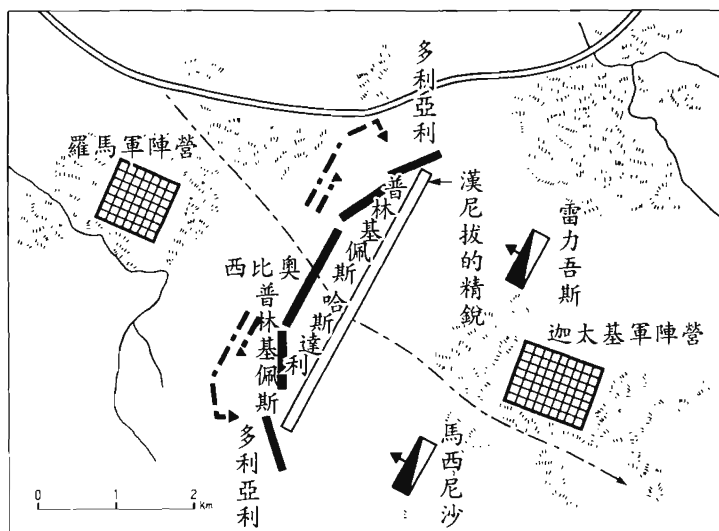 多利亞利
羅馬軍陣營
普林基佩斯
漢尼拔的精銳
雷力吾斯
西比奧
哈斯達利
普林基佩斯
迦太基軍陣營
多利亞利
馬西尼沙
0 1 2 Km